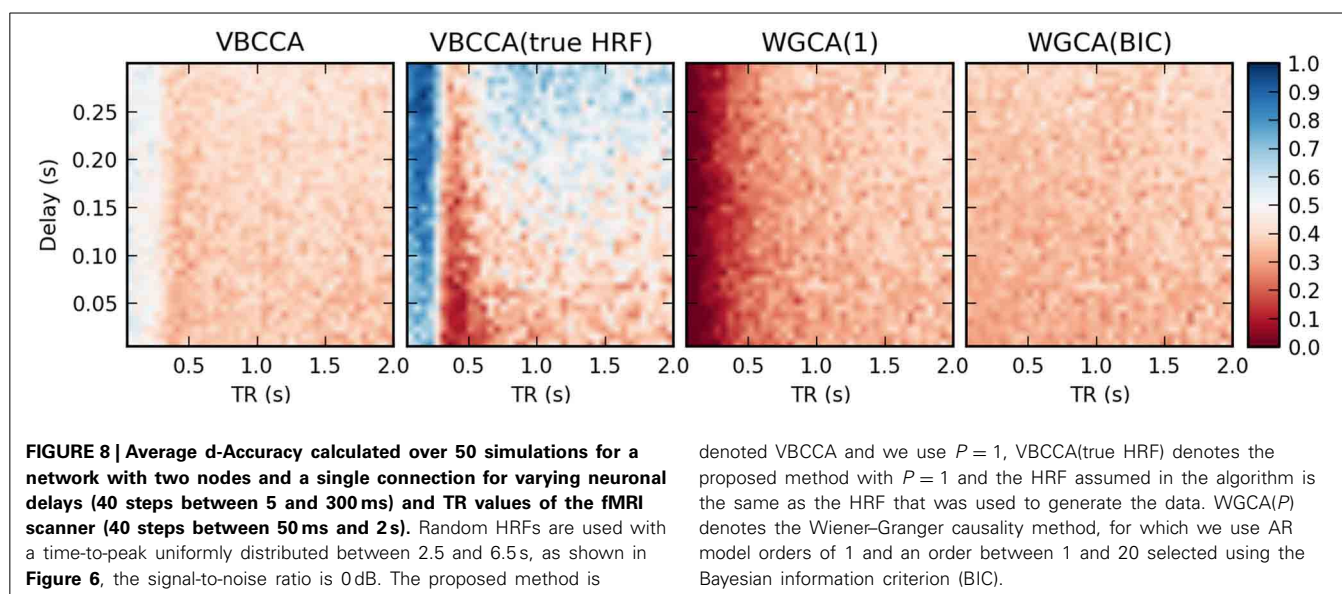 VBCCA
VBCCA(true HRF)
WGCA(1)
WGCA(BIC)
Delay (s)
0.25
0.20
0.15
0.10
0.05
0.5 1.0 1.5 2.0
TR (s)
0.5 1.0 1.5 2.0
TR (s)
0.5 1.0 1.5 2.0
TR (s)
0.5 1.0 1.5 2.0
TR (s)
1.0
0.9
0.8
0.7
0.6
0.5
0.4
0.3
0.2
0.1
0.0
FIGURE 8 | Average d-Accuracy calculated over 50 simulations for a
network with two nodes and a single connection for varying neuronal
delays (40 steps between 5 and 300 ms) and TR values of the fMRI
scanner (40 steps between 50 ms and 2 s). Random HRFs are used with
a time-to-peak uniformly distributed between 2.5 and 6.5 s, as shown in
Figure 6, the signal-to-noise ratio is 0 dB. The proposed method is
denoted VBCCA and we use P = 1, VBCCA(true HRF) denotes the
proposed method with P = 1 and the HRF assumed in the algorithm is
the same as the HRF that was used to generate the data. WGCA(P)
denotes the Wiener–Granger causality method, for which we use AR
model orders of 1 and an order between 1 and 20 selected using the
Bayesian information criterion (BIC).